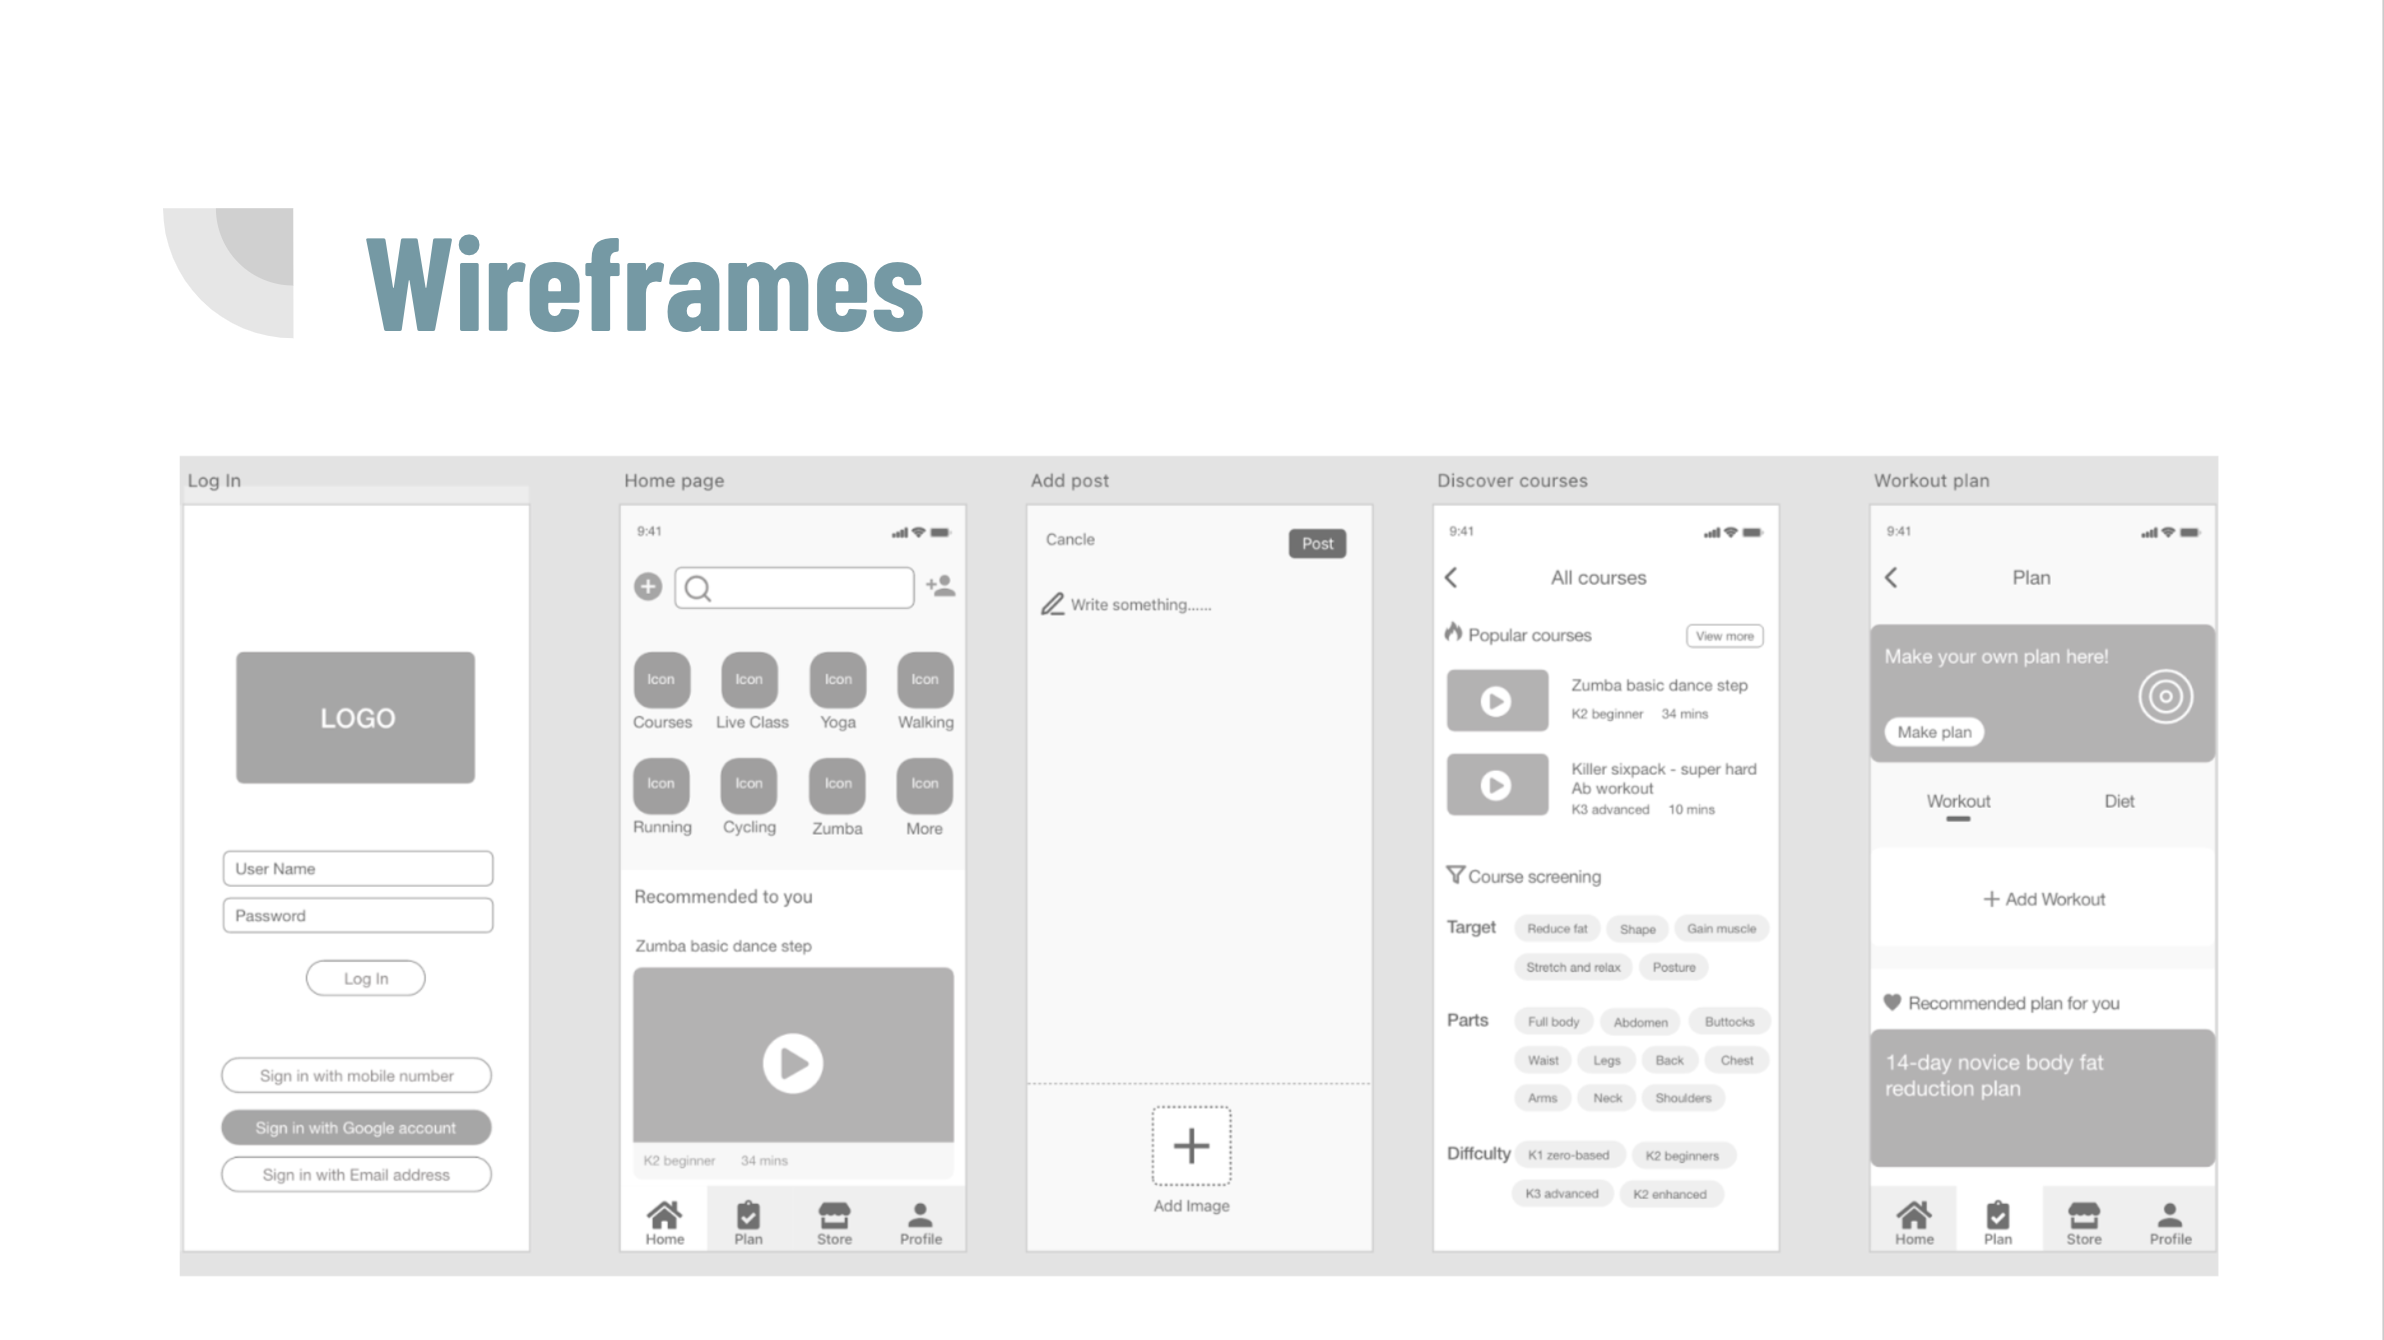 Wireframes
Log In
LOGO
User Name
Password
Log In
Sign in with mobile number
Sign in with Google account
Sign in with Email address
Home page
9:41
Icon Icon Icon Icon
Courses Live Class Yoga Walking
Icon Icon Icon Icon
Running Cycling Zumba More
Recommended to you
Zumba basic dance step
K2 beginner 34 mins
Home Plan Store Profile
Add post
Cancle Post
Write something......
Add Image
Discover courses
9:41
All courses
Popular courses View more
Zumba basic dance step
K2 beginner 34 mins
Killer sixpack - super hard
Ab workout
K3 advanced 10 mins
Course screening
Target Reduce fat Shape Gain muscle
Stretch and relax Posture
Parts Full body Abdomen Buttocks
Waist Legs Back Chest
Arms Neck Shoulders
Diffculty K1 zero-based K2 beginners
K3 advanced K2 enhanced
Workout plan
9:41
Plan
Make your own plan here!
Make plan
Workout Diet
+ Add Workout
Recommended plan for you
14-day novice body fat
reduction plan
Home Plan Store Profile